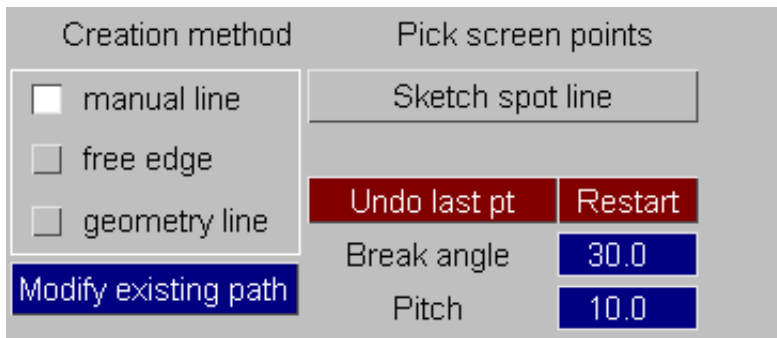 Creation method
Pick screen points
manual line
Sketch spot line
free edge
geometry line
Undo last pt
Restart
Break angle
30.0
Modify existing path
Pitch
10.0